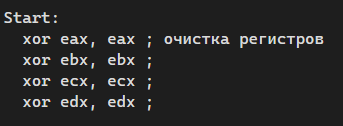 Start:
xor eax, eax ; очистка регистров
xor ebx, ebx ;
xor ecx, ecx ;
xor edx, edx ;